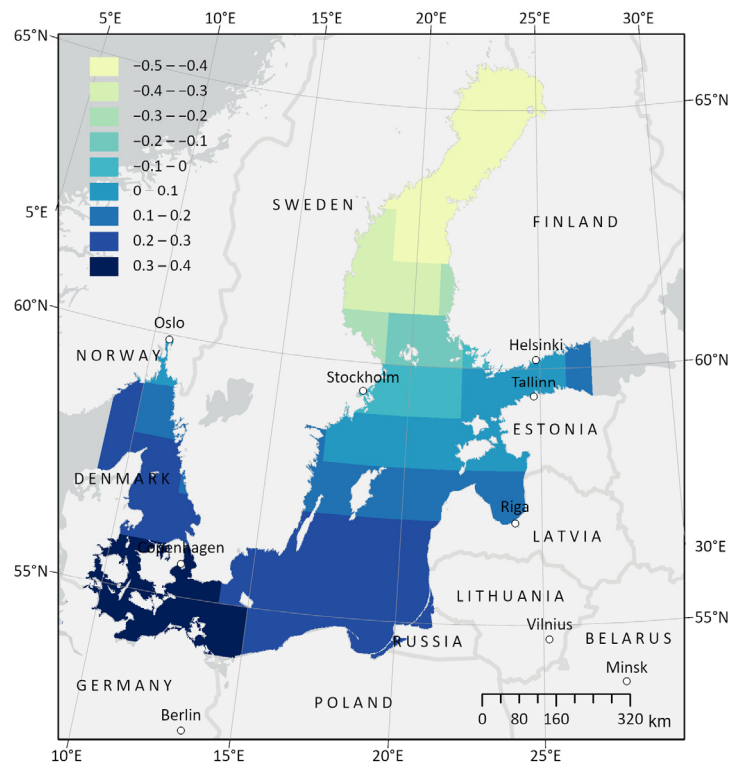 5°E 10°E 15°E 20°E 25°E 30°E
65°N
−0.5 – −0.4
−0.4 – −0.3
−0.3 – −0.2
−0.2 – −0.1
−0.1 – 0
0 – 0.1
0.1 – 0.2
0.2 – 0.3
0.3 – 0.4
65°N
5°E
SWEDEN
FINLAND
60°N
Oslo
NORWAY
Helsinki
60°N
Stockholm
Tallinn
ESTONIA
DENMARK
Riga
LATVIA
Copenhagen
30°E
55°N
LITHUANIA
Vilnius
55°N
RUSSIA
BELARUS
Minsk
GERMANY
POLAND
Berlin
0 80 160 320 km
10°E 15°E 20°E 25°E